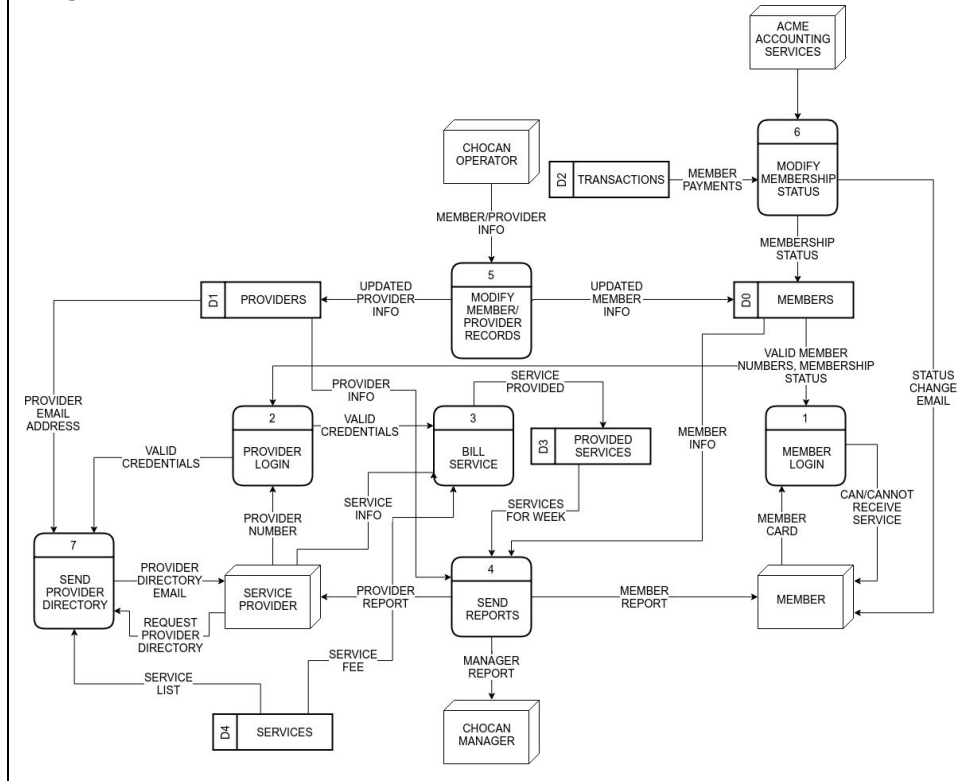 ACME
ACCOUNTING
SERVICES
6
MODIFY
MEMBERSHIP
STATUS
CHOCAN
OPERATOR
D2
TRANSACTIONS
MEMBER
PAYMENTS
MEMBER/PROVIDER
INFO
MEMBERSHIP
STATUS
5
MODIFY
MEMBER/
PROVIDER
RECORDS
D1
PROVIDERS
UPDATED
PROVIDER
INFO
UPDATED
MEMBER
INFO
D0
MEMBERS
VALID MEMBER
NUMBERS, MEMBERSHIP
STATUS
STATUS
CHANGE
EMAIL
PROVIDER
EMAIL
ADDRESS
PROVIDER
INFO
SERVICE
PROVIDED
2
PROVIDER
LOGIN
VALID
CREDENTIALS
3
BILL
SERVICE
D3
PROVIDED
SERVICES
MEMBER
INFO
1
MEMBER
LOGIN
VALID
CREDENTIALS
CAN/CANNOT
RECEIVE
SERVICE
PROVIDER
NUMBER
SERVICE
INFO
SERVICES
FOR WEEK
MEMBER
CARD
7
SEND
PROVIDER
DIRECTORY
PROVIDER
DIRECTORY
EMAIL
SERVICE
PROVIDER
REQUEST
PROVIDER
DIRECTORY
PROVIDER
REPORT
4
SEND
REPORTS
MEMBER
REPORT
MEMBER
SERVICE
LIST
SERVICE
FEE
MANAGER
REPORT
D4
SERVICES
CHOCAN
MANAGER